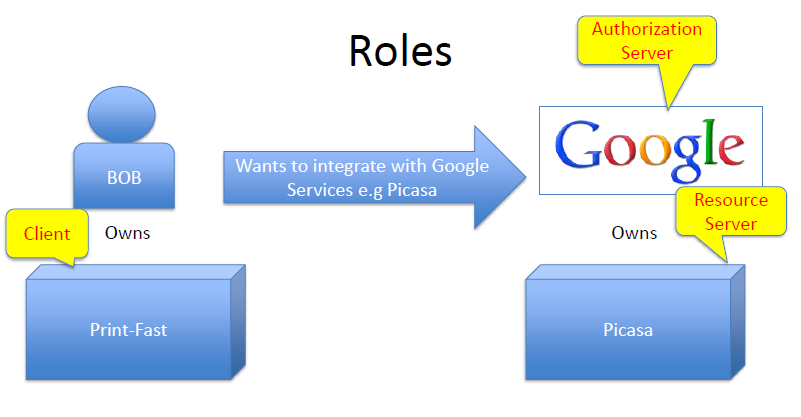 Roles
Authorization
Server
BOB
Wants to integrate with Google
Services e.g Picasa
Google
Client
Owns
Resource
Server
Owns
Print-Fast
Picasa